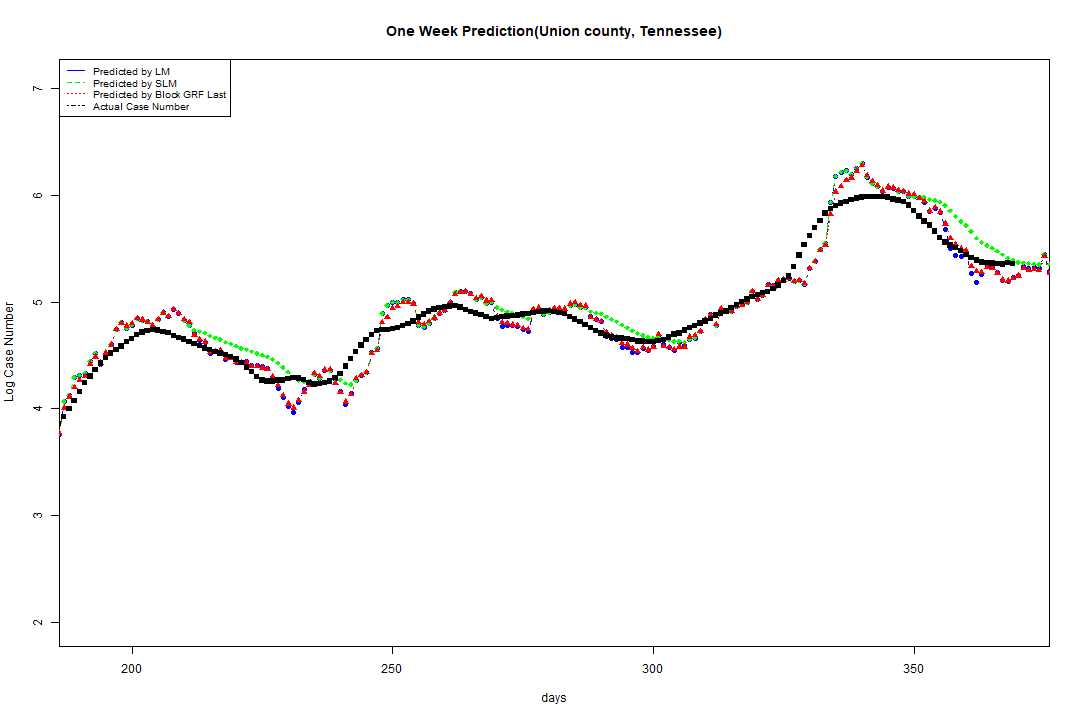 One Week Prediction(Union county, Tennessee)
Predicted by LM
Predicted by SLM
Predicted by Block GRF Last
Actual Case Number
7
6
5
4
3
2
Log Case Number
200 250 300 350
days